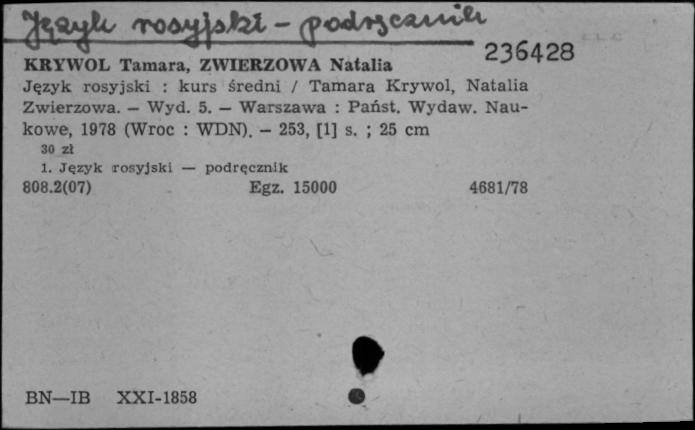 Język rosyjski - podręcznik
236428
KRYWOL Tamara, ZWIERZOWA Natalia
Język rosyjski : kurs średni / Tamara Krywol, Natalia
Zwierzowa. — Wyd. 5. — Warszawa : Państ. Wydaw. Nau-
kowe, 1978 (Wroc : WDN). — 253, [1] s. ; 25 cm
30 zł
1. Język rosyjski — podręcznik
808.2(07) Egz. 15000 4681/78
BN—IB XXI-1858